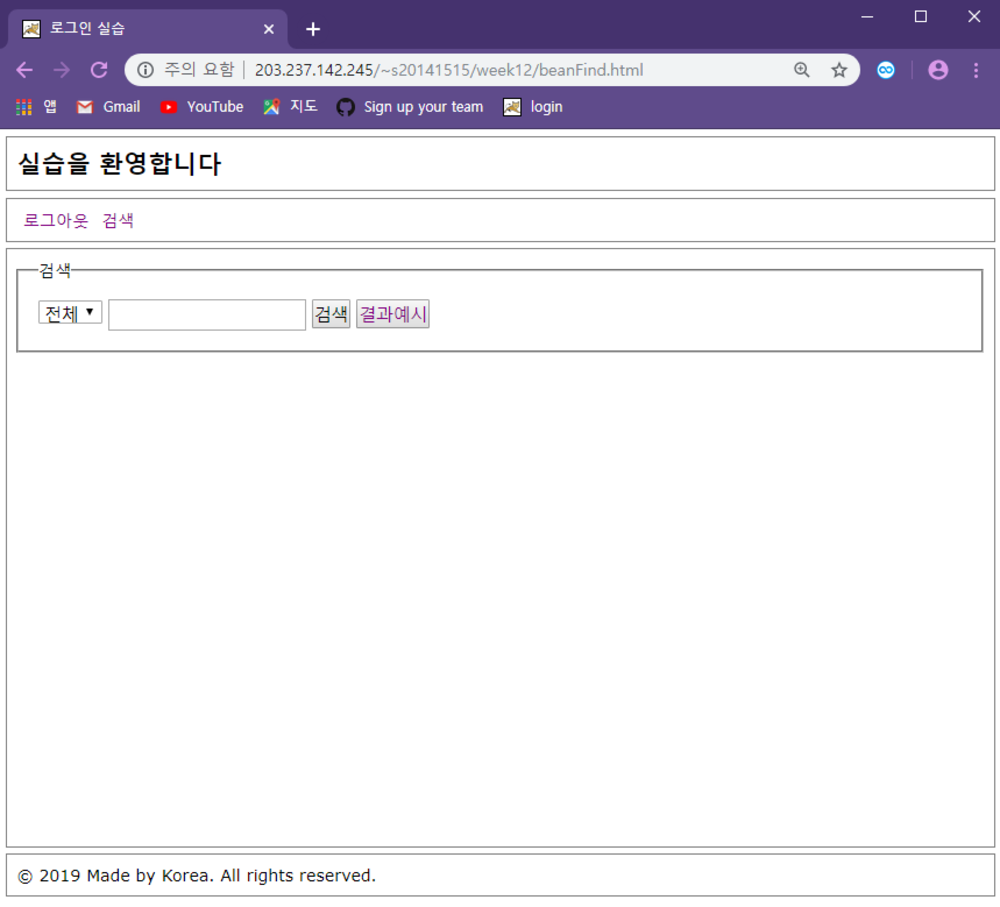 로그인 실습
주의 요함 203.237.142.245/~s20141515/week12/beanFind.html
앱 Gmail YouTube 지도 Sign up your team login
실습을 환영합니다
로그아웃 검색
검색
전체 검색 결과예시
© 2019 Made by Korea. All rights reserved.